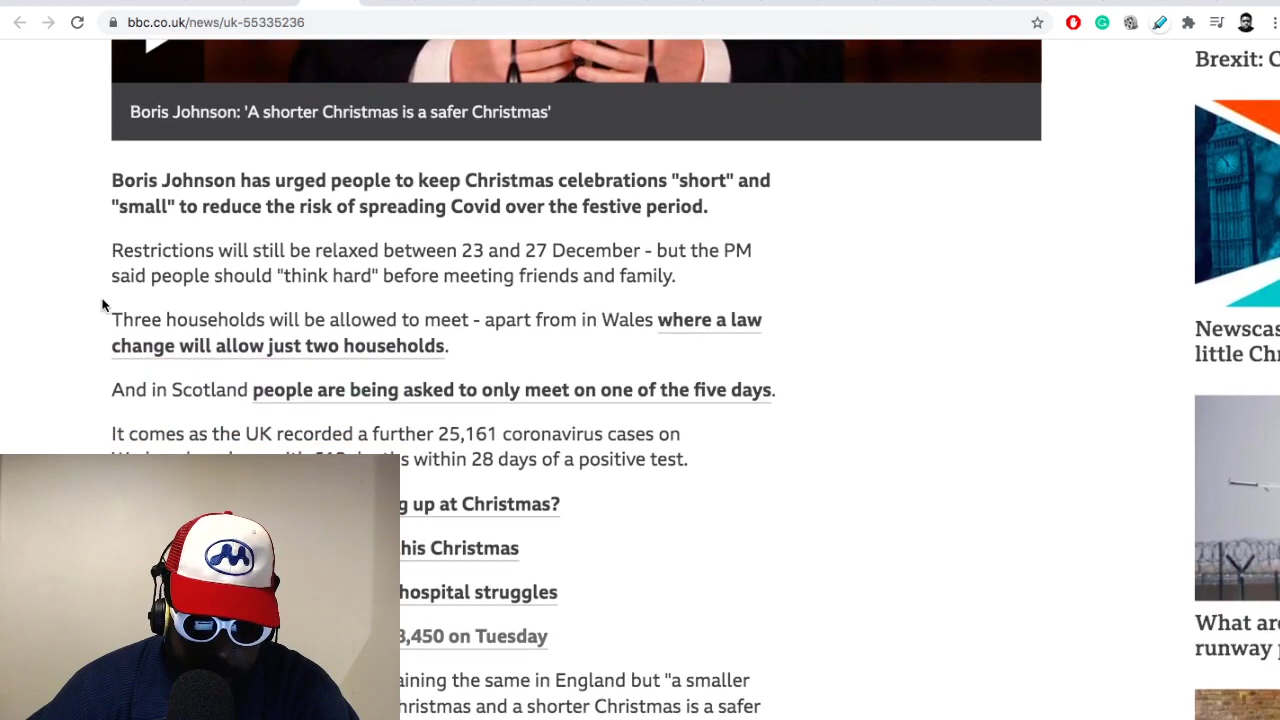 bbc.co.uk/news/uk-55335236
Brexit: C
Boris Johnson: 'A shorter Christmas is a safer Christmas'
Boris Johnson has urged people to keep Christmas celebrations "short" and
"small" to reduce the risk of spreading Covid over the festive period.
Restrictions will still be relaxed between 23 and 27 December - but the PM
said people should "think hard" before meeting friends and family.
Three households will be allowed to meet - apart from in Wales where a law
change will allow just two households.
And in Scotland people are being asked to only meet on one of the five days.
It comes as the UK recorded a further 25,161 coronavirus cases on
within 28 days of a positive test.
g up at Christmas?
his Christmas
hospital struggles
3,450 on Tuesday
aining the same in England but "a smaller
hristmas and a shorter Christmas is a safer
Newscas
little Ch
What are
runway p
M